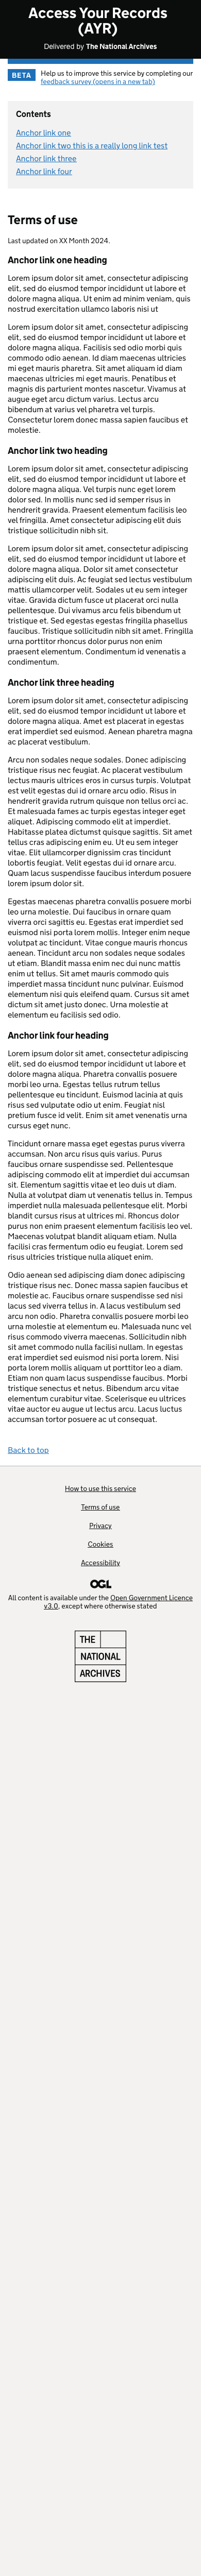 Access Your Records
(AYR)
Delivered by The National Archives
BETA
Help us to improve this service by completing our
feedback survey (opens in a new tab)
Contents
Anchor link one
Anchor link two this is a really long link test
Anchor link three
Anchor link four
Terms of use
Last updated on XX Month 2024.
Anchor link one heading
Lorem ipsum dolor sit amet, consectetur adipiscing
elit, sed do eiusmod tempor incididunt ut labore et
dolore magna aliqua. Ut enim ad minim veniam, quis
nostrud exercitation ullamco laboris nisi ut
Lorem ipsum dolor sit amet, consectetur adipiscing
elit, sed do eiusmod tempor incididunt ut labore et
dolore magna aliqua. Facilisis sed odio morbi quis
commodo odio aenean. Id diam maecenas ultricies
mi eget mauris pharetra. Sit amet aliquam id diam
maecenas ultricies mi eget mauris. Penatibus et
magnis dis parturient montes nascetur. Vivamus at
augue eget arcu dictum varius. Lectus arcu
bibendum at varius vel pharetra vel turpis.
Consectetur lorem donec massa sapien faucibus et
molestie.
Anchor link two heading
Lorem ipsum dolor sit amet, consectetur adipiscing
elit, sed do eiusmod tempor incididunt ut labore et
dolore magna aliqua. Vel turpis nunc eget lorem
dolor sed. In mollis nunc sed id semper risus in
hendrerit gravida. Praesent elementum facilisis leo
vel fringilla. Amet consectetur adipiscing elit duis
tristique sollicitudin nibh sit.
Lorem ipsum dolor sit amet, consectetur adipiscing
elit, sed do eiusmod tempor incididunt ut labore et
dolore magna aliqua. Dolor sit amet consectetur
adipiscing elit duis. Ac feugiat sed lectus vestibulum
mattis ullamcorper velit. Sodales ut eu sem integer
vitae. Gravida dictum fusce ut placerat orci nulla
pellentesque. Dui vivamus arcu felis bibendum ut
tristique et. Sed egestas egestas fringilla phasellus
faucibus. Tristique sollicitudin nibh sit amet. Fringilla
urna porttitor rhoncus dolor purus non enim
praesent elementum. Condimentum id venenatis a
condimentum.
Anchor link three heading
Lorem ipsum dolor sit amet, consectetur adipiscing
elit, sed do eiusmod tempor incididunt ut labore et
dolore magna aliqua. Amet est placerat in egestas
erat imperdiet sed euismod. Aenean pharetra magna
ac placerat vestibulum.
Arcu non sodales neque sodales. Donec adipiscing
tristique risus nec feugiat. Ac placerat vestibulum
lectus mauris ultrices eros in cursus turpis. Volutpat
est velit egestas dui id ornare arcu odio. Risus in
hendrerit gravida rutrum quisque non tellus orci ac.
Et malesuada fames ac turpis egestas integer eget
aliquet. Adipiscing commodo elit at imperdiet.
Habitasse platea dictumst quisque sagittis. Sit amet
tellus cras adipiscing enim eu. Ut eu sem integer
vitae. Elit ullamcorper dignissim cras tincidunt
lobortis feugiat. Velit egestas dui id ornare arcu.
Quam lacus suspendisse faucibus interdum posuere
lorem ipsum dolor sit.
Egestas maecenas pharetra convallis posuere morbi
leo urna molestie. Dui faucibus in ornare quam
viverra orci sagittis eu. Egestas erat imperdiet sed
euismod nisi porta lorem mollis. Integer enim neque
volutpat ac tincidunt. Vitae congue mauris rhoncus
aenean. Tincidunt arcu non sodales neque sodales
ut etiam. Blandit massa enim nec dui nunc mattis
enim ut tellus. Sit amet mauris commodo quis
imperdiet massa tincidunt nunc pulvinar. Euismod
elementum nisi quis eleifend quam. Cursus sit amet
dictum sit amet justo donec. Urna molestie at
elementum eu facilisis sed odio.
Anchor link four heading
Lorem ipsum dolor sit amet, consectetur adipiscing
elit, sed do eiusmod tempor incididunt ut labore et
dolore magna aliqua. Pharetra convallis posuere
morbi leo urna. Egestas tellus rutrum tellus
pellentesque eu tincidunt. Euismod lacinia at quis
risus sed vulputate odio ut enim. Feugiat nisl
pretium fusce id velit. Enim sit amet venenatis urna
cursus eget nunc.
Tincidunt ornare massa eget egestas purus viverra
accumsan. Non arcu risus quis varius. Purus
faucibus ornare suspendisse sed. Pellentesque
adipiscing commodo elit at imperdiet dui accumsan
sit. Elementum sagittis vitae et leo duis ut diam.
Nulla at volutpat diam ut venenatis tellus in. Tempus
imperdiet nulla malesuada pellentesque elit. Morbi
blandit cursus risus at ultrices mi. Rhoncus dolor
purus non enim praesent elementum facilisis leo vel.
Maecenas volutpat blandit aliquam etiam. Nulla
facilisi cras fermentum odio eu feugiat. Lorem sed
risus ultricies tristique nulla aliquet enim.
Odio aenean sed adipiscing diam donec adipiscing
tristique risus nec. Donec massa sapien faucibus et
molestie ac. Faucibus ornare suspendisse sed nisi
lacus sed viverra tellus in. A lacus vestibulum sed
arcu non odio. Pharetra convallis posuere morbi leo
urna molestie at elementum eu. Malesuada nunc vel
risus commodo viverra maecenas. Sollicitudin nibh
sit amet commodo nulla facilisi nullam. In egestas
erat imperdiet sed euismod nisi porta lorem. Nisi
porta lorem mollis aliquam ut porttitor leo a diam.
Etiam non quam lacus suspendisse faucibus. Morbi
tristique senectus et netus. Bibendum arcu vitae
elementum curabitur vitae. Scelerisque eu ultrices
vitae auctor eu augue ut lectus arcu. Lacus luctus
accumsan tortor posuere ac ut consequat.
Back to top
How to use this service
Terms of use
Privacy
Cookies
Accessibility
OGL
All content is available under the Open Government Licence
v3.0, except where otherwise stated
THE
NATIONAL
ARCHIVES